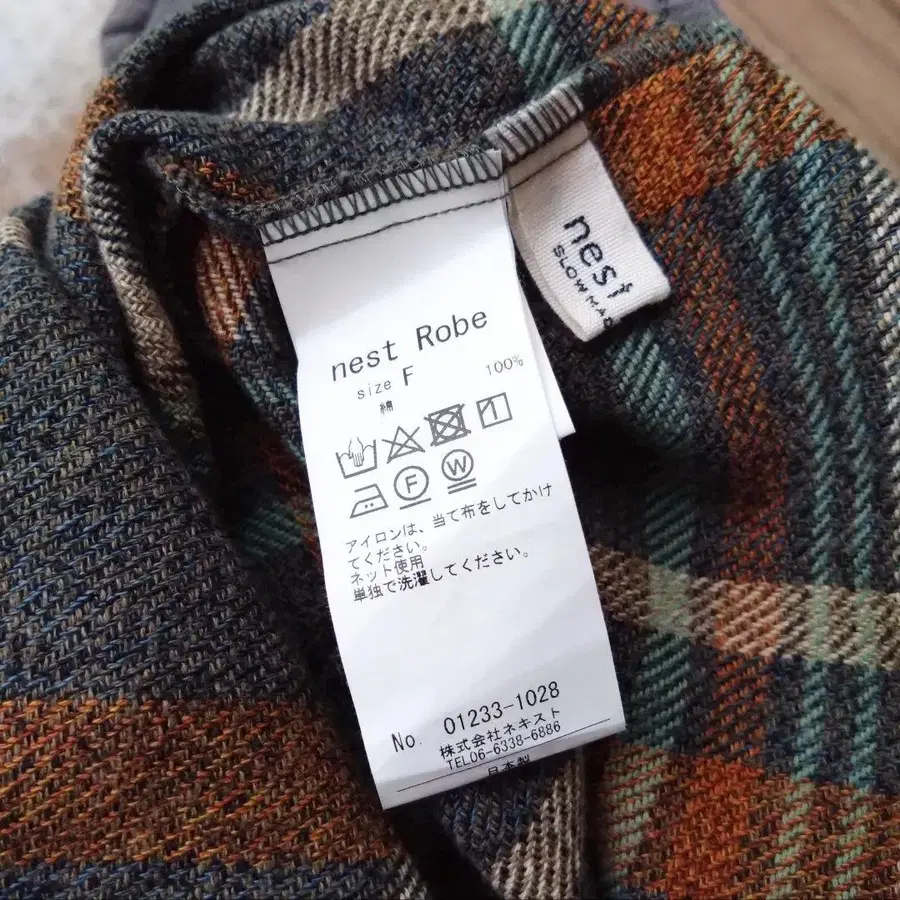 nest
SLOW MAD
nest Robe
size F
綿 100%
F W
アイロンは、当て布をしてかけ
てください。
ネット使用
単独で洗濯してください。
No. 01233-1028
株式会社ネキスト
TEL06-6338-6886
日本製